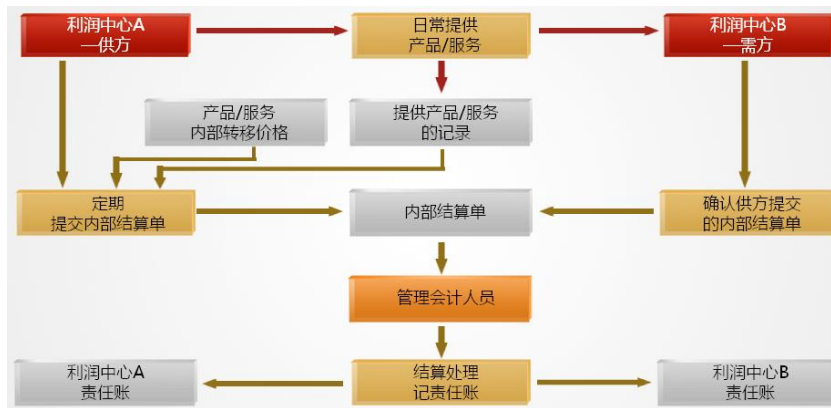 利润中心A
—供方
日常提供
产品/服务
利润中心B
—需方
产品/服务
内部转移价格
提供产品/服务
的记录
定期
提交内部结算单
内部结算单
确认供方提交
的内部结算单
管理会计人员
利润中心A
责任账
结算处理
记责任账
利润中心B
责任账